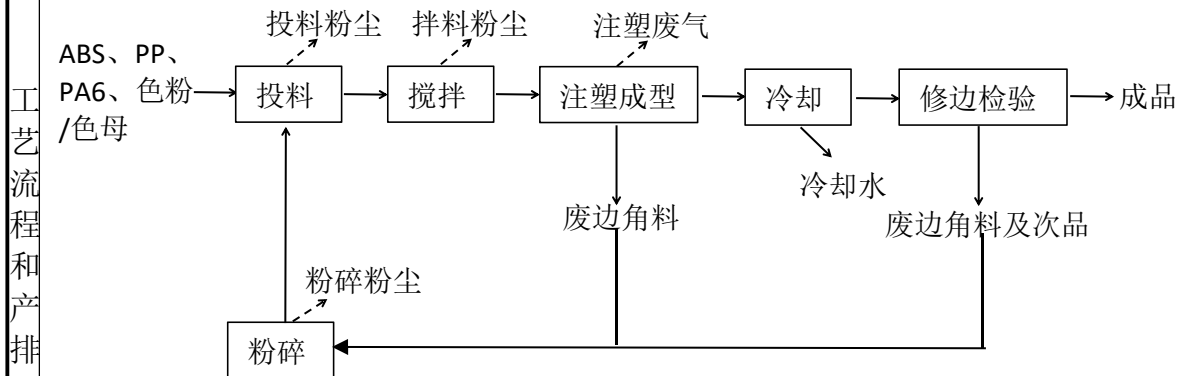 工艺流程和产排
投料粉尘
拌料粉尘
注塑废气
ABS、PP、
PA6、色粉
/色母
投料
搅拌
注塑成型
冷却
修边检验
成品
冷却水
废边角料
废边角料及次品
粉碎粉尘
粉碎